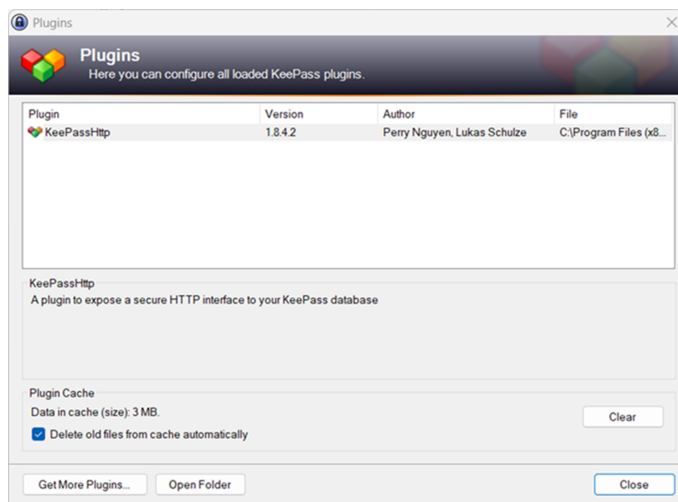 Plugins
Plugins
Here you can configure all loaded KeePass plugins.
Plugin Version Author File
KeePassHttp 1.8.4.2 Perry Nguyen, Lukas Schulze C:\Program Files (x8...
KeePassHttp
A plugin to expose a secure HTTP interface to your KeePass database
Plugin Cache
Data in cache (size): 3 MB.
Clear
Delete old files from cache automatically
Get More Plugins... Open Folder Close